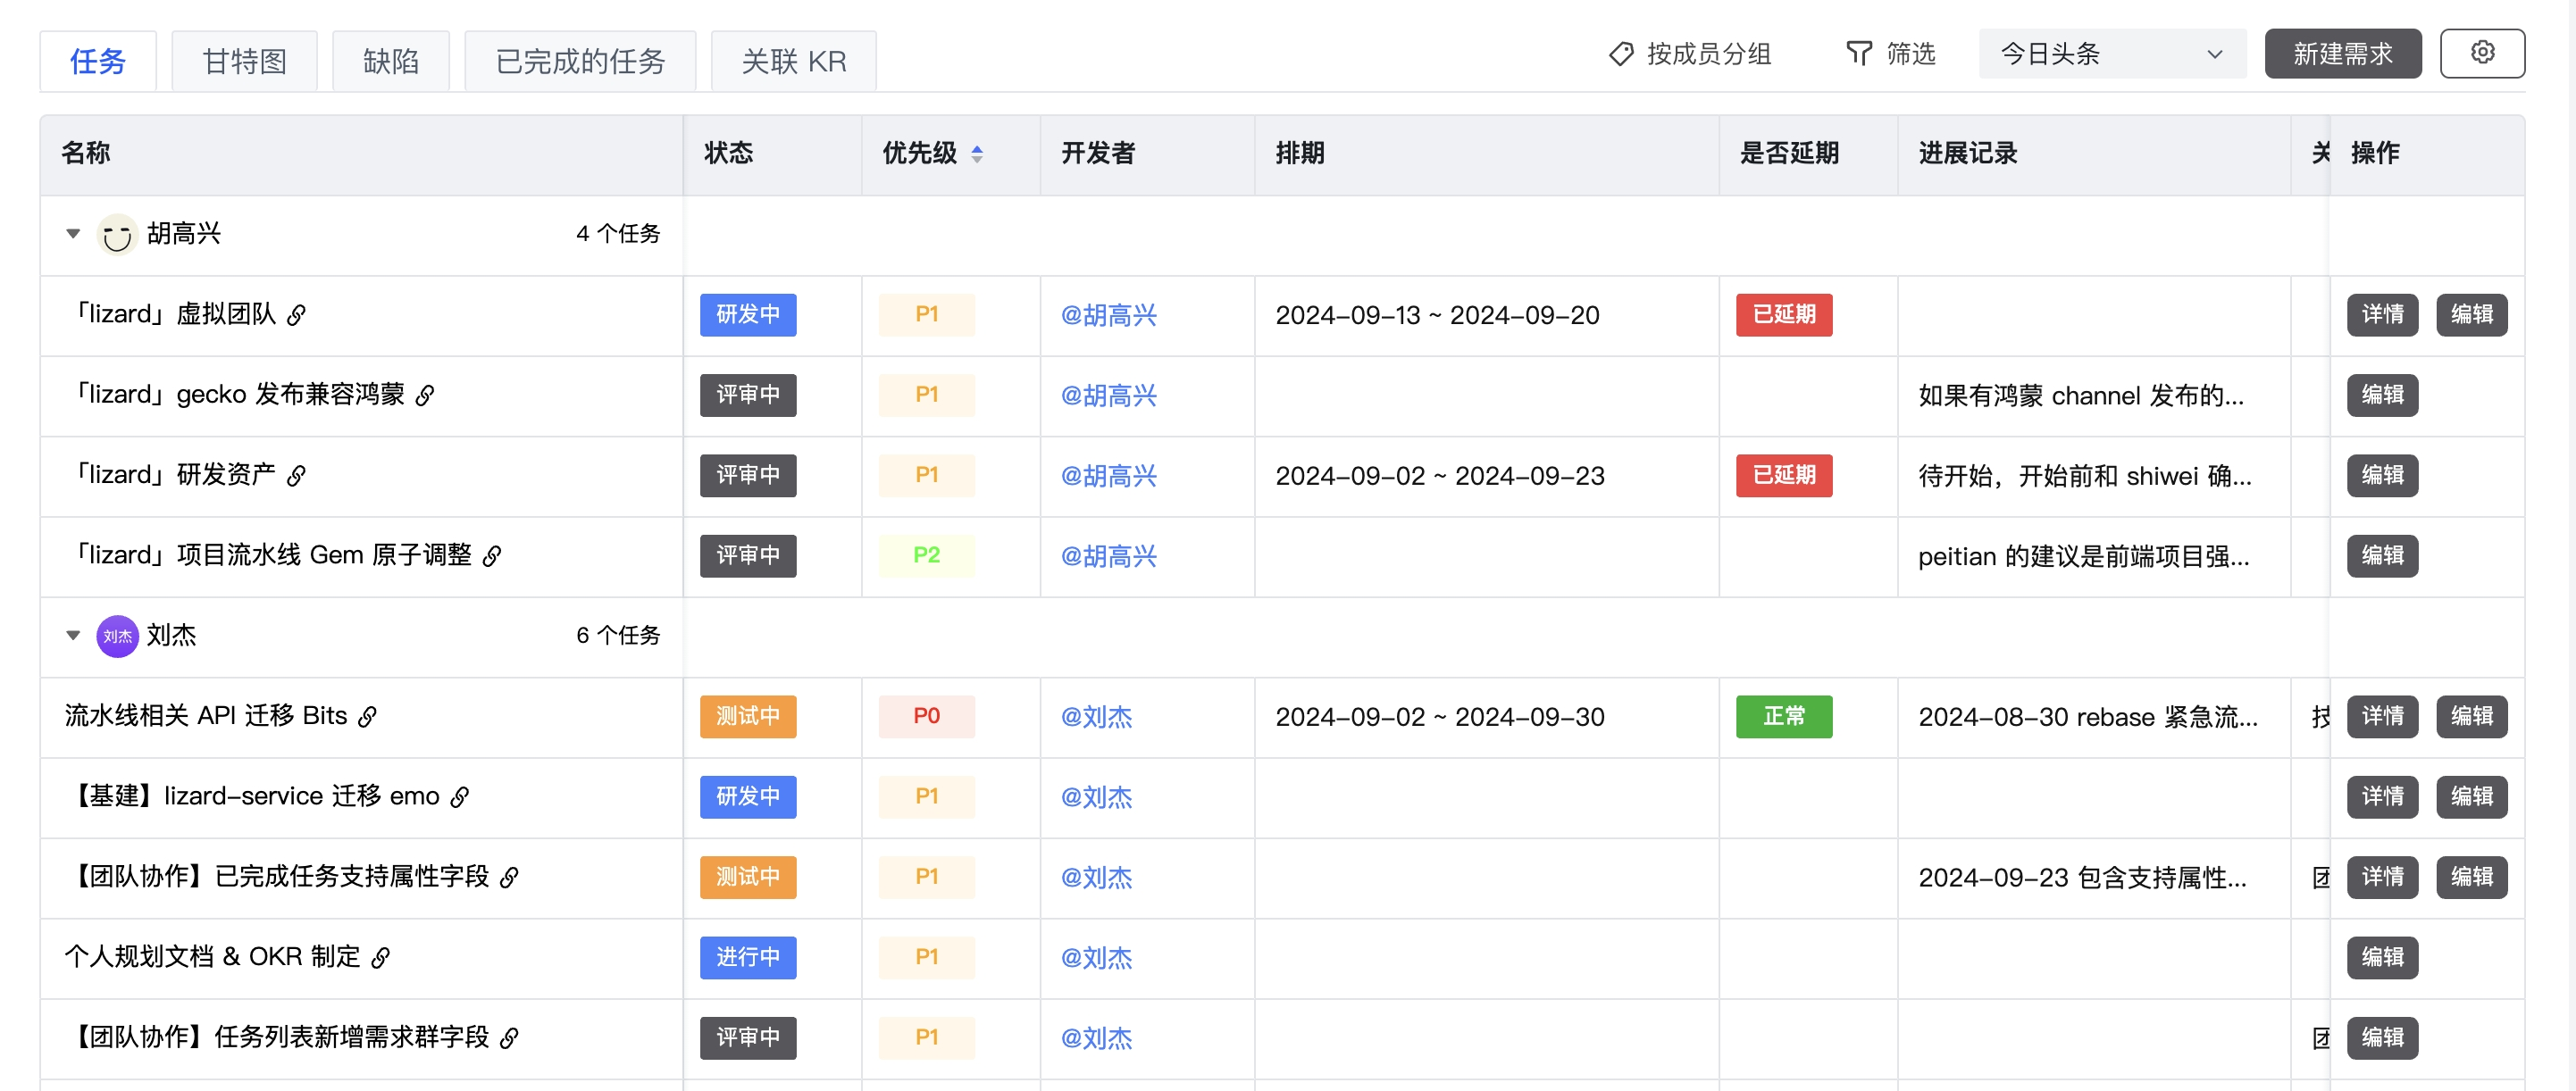 任务 甘特图 缺陷 已完成的任务 关联 KR 按成员分组 筛选 今日头条 新建需求
名称 状态 优先级 开发者 排期 是否延期 进展记录 操作
胡高兴 4 个任务
「lizard」虚拟团队 研发中 P1 @胡高兴 2024-09-13 ~ 2024-09-20 已延期 详情 编辑
「lizard」gecko 发布兼容鸿蒙 评审中 P1 @胡高兴 如果有鸿蒙 channel 发布的... 编辑
「lizard」研发资产 评审中 P1 @胡高兴 2024-09-02 ~ 2024-09-23 已延期 待开始，开始前和 shiwei 确... 编辑
「lizard」项目流水线 Gem 原子调整 评审中 P2 @胡高兴 peitian 的建议是前端项目强... 编辑
刘杰 刘杰 6 个任务
流水线相关 API 迁移 Bits 测试中 P0 @刘杰 2024-09-02 ~ 2024-09-30 正常 2024-08-30 rebase 紧急流... 技 详情 编辑
【基建】lizard-service 迁移 emo 研发中 P1 @刘杰 详情 编辑
【团队协作】已完成任务支持属性字段 测试中 P1 @刘杰 2024-09-23 包含支持属性... 团 详情 编辑
个人规划文档 & OKR 制定 进行中 P1 @刘杰 编辑
【团队协作】任务列表新增需求群字段 评审中 P1 @刘杰 团 编辑